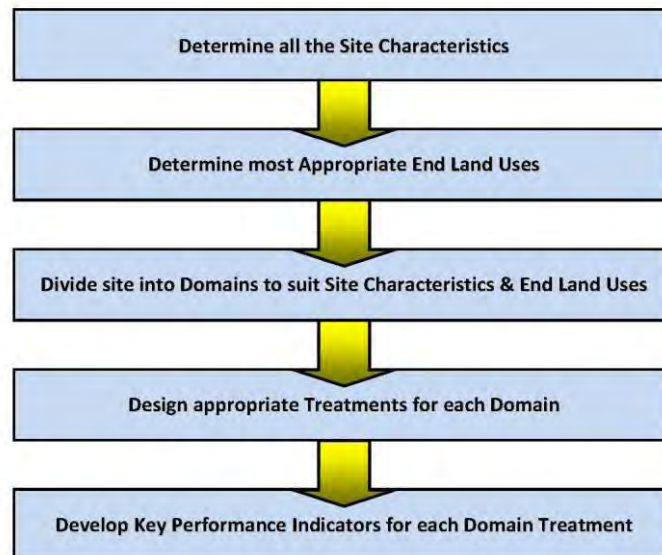 Determine all the Site Characteristics
Determine most Appropriate End Land Uses
Divide site into Domains to suit Site Characteristics & End Land Uses
Design appropriate Treatments for each Domain
Develop Key Performance Indicators for each Domain Treatment